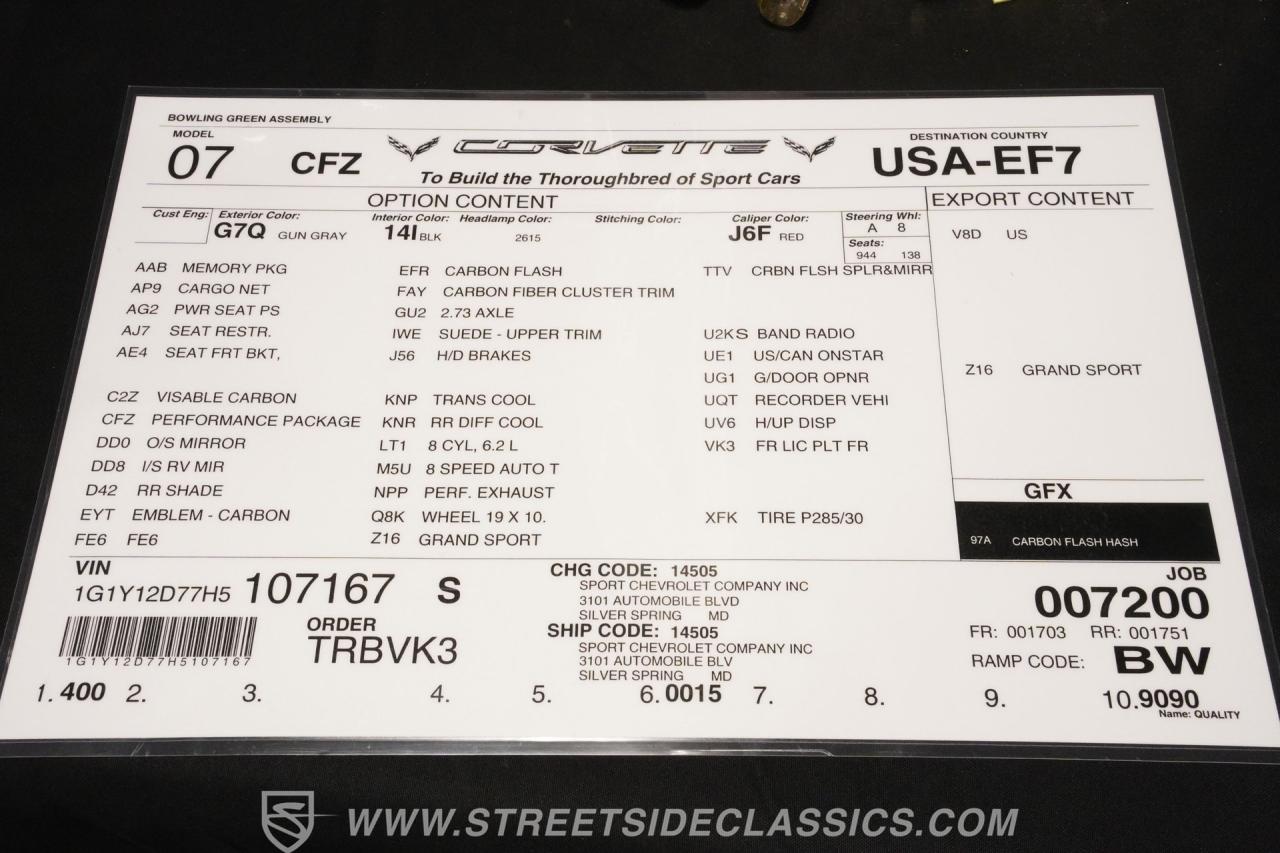 BOWLING GREEN ASSEMBLY
MODEL
07 CFZ
CORVETTE
To Build the Thoroughbred of Sport Cars
DESTINATION COUNTRY
USA-EF7
OPTION CONTENT
EXPORT CONTENT
Cust Eng: Exterior Color: Interior Color: Headlamp Color: Stitching Color: Caliper Color: Steering Whl:
G7Q GUN GRAY 14I BLK 2615 J6F RED A 8
Seats:
944 138
V8D US
AAB MEMORY PKG EFR CARBON FLASH TTV CRBN FLSH SPLR&MIRR
AP9 CARGO NET FAY CARBON FIBER CLUSTER TRIM
AG2 PWR SEAT PS GU2 2.73 AXLE
AJ7 SEAT RESTR. IWE SUEDE - UPPER TRIM U2KS BAND RADIO
AE4 SEAT FRT BKT, J56 H/D BRAKES UE1 US/CAN ONSTAR
UG1 G/DOOR OPNR Z16 GRAND SPORT
C2Z VISABLE CARBON KNP TRANS COOL UQT RECORDER VEHI
CFZ PERFORMANCE PACKAGE KNR RR DIFF COOL UV6 H/UP DISP
DD0 O/S MIRROR LT1 8 CYL, 6.2 L VK3 FR LIC PLT FR
DD8 I/S RV MIR M5U 8 SPEED AUTO T
D42 RR SHADE NPP PERF. EXHAUST GFX
EYT EMBLEM - CARBON Q8K WHEEL 19 X 10. XFK TIRE P285/30
FE6 FE6 Z16 GRAND SPORT 97A CARBON FLASH HASH
VIN
1G1Y12D77H5 107167 S
CHG CODE: 14505
SPORT CHEVROLET COMPANY INC
3101 AUTOMOBILE BLVD
SILVER SPRING MD
JOB
007200
1G1Y12D77H5107167
ORDER
TRBVK3
SHIP CODE: 14505
SPORT CHEVROLET COMPANY INC
3101 AUTOMOBILE BLV
SILVER SPRING MD
FR: 001703 RR: 001751
RAMP CODE: BW
1. 400 2. 3. 4. 5. 6. 0015 7. 8. 9. 10. 9090
Name: QUALITY
WWW.STREETSIDECLASSICS.COM